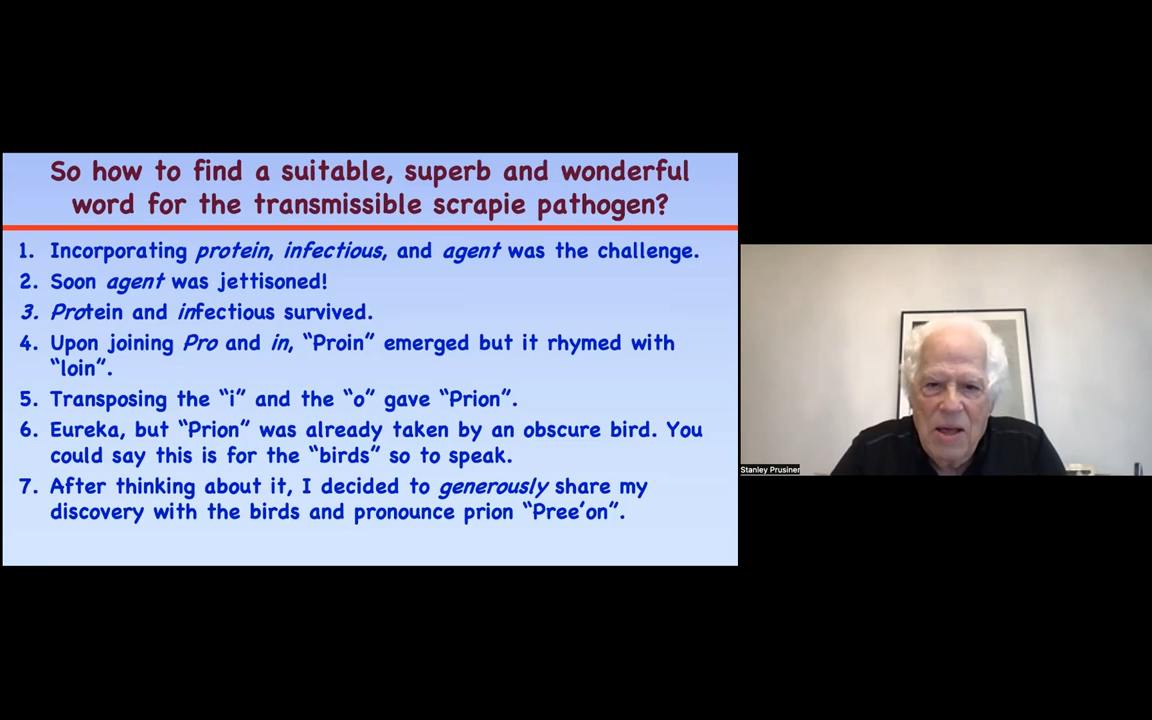 So how to find a suitable, superb and wonderful
word for the transmissible scrapie pathogen?
1. Incorporating protein, infectious, and agent was the challenge.
2. Soon agent was jettisoned!
3. Protein and infectious survived.
4. Upon joining Pro and in, “Proin” emerged but it rhymed with
“loin”.
5. Transposing the “i” and the “o” gave “Prion”.
6. Eureka, but “Prion” was already taken by an obscure bird. You
could say this is for the “birds” so to speak.
7. After thinking about it, I decided to generously share my
discovery with the birds and pronounce prion “Pree’on”.
Stanley Prusiner